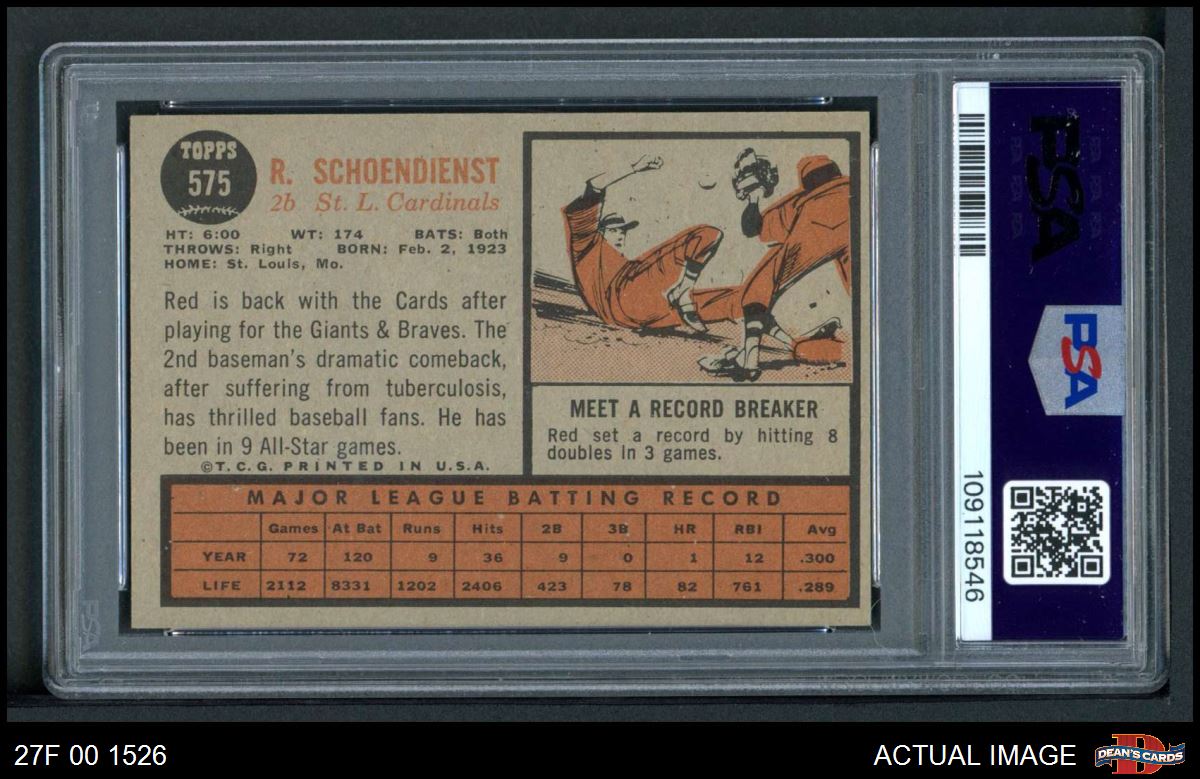 TOPPS
575
R. SCHOENDIENST
2b St. L. Cardinals
HT: 6:00 WT: 174 BATS: Both
THROWS: Right BORN: Feb. 2, 1923
HOME: St. Louis, Mo.
Red is back with the Cards after
playing for the Giants & Braves. The
2nd baseman's dramatic comeback,
after suffering from tuberculosis,
has thrilled baseball fans. He has
been in 9 All-Star games.
©T.C.G. PRINTED IN U.S.A.
MEET A RECORD BREAKER
Red set a record by hitting 8
doubles in 3 games.
MAJOR LEAGUE BATTING RECORD
Games At Bat Runs Hits 2B 3B HR RBI Avg
YEAR 72 120 9 36 9 0 1 12 .300
LIFE 2112 8331 1202 2406 423 78 82 761 .289
PSA
PSA
109118546
PSA
27F 00 1526
ACTUAL IMAGE
DEAN'S CARDS